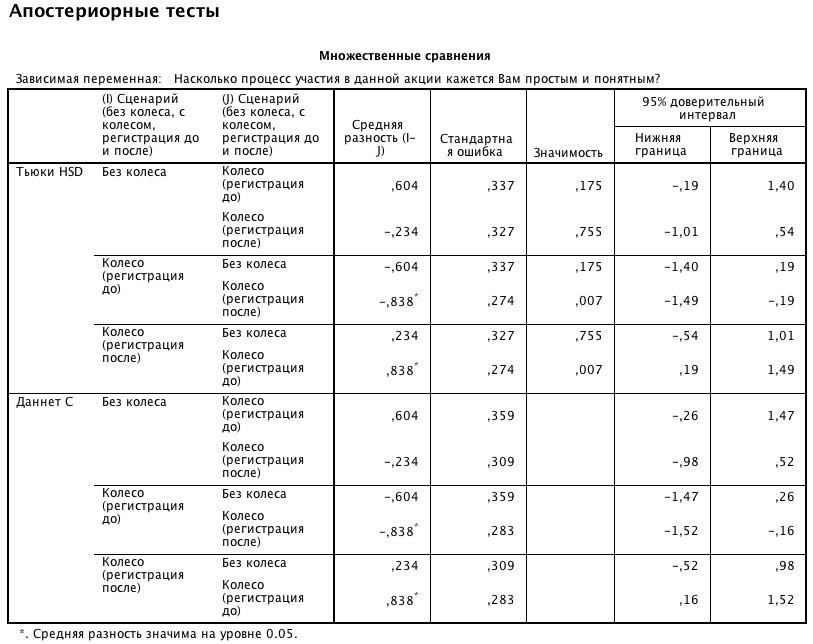 Апостериорные тесты
Множественные сравнения
Зависимая переменная: Насколько процесс участия в данной акции кажется Вам простым и понятным?
(I) Сценарий (без колеса, с колесом, регистрация до и после) (J) Сценарий (без колеса, с колесом, регистрация до и после) Средняя разность (I-J) Стандартная ошибка Значимость 95% доверительный интервал
Нижняя граница Верхняя граница
Тьюки HSD Без колеса Колесо (регистрация до) ,604 ,337 ,175 -,19 1,40
Колесо (регистрация после) -,234 ,327 ,755 -1,01 ,54
Колесо (регистрация до) Без колеса -,604 ,337 ,175 -1,40 ,19
Колесо (регистрация после) -,838* ,274 ,007 -1,49 -,19
Колесо (регистрация после) Без колеса ,234 ,327 ,755 -,54 1,01
Колесо (регистрация до) ,838* ,274 ,007 ,19 1,49
Даннет C Без колеса Колесо (регистрация до) ,604 ,359 -,26 1,47
Колесо (регистрация после) -,234 ,309 -,98 ,52
Колесо (регистрация до) Без колеса -,604 ,359 -1,47 ,26
Колесо (регистрация после) -,838* ,283 -1,52 -,16
Колесо (регистрация после) Без колеса ,234 ,309 -,52 ,98
Колесо (регистрация до) ,838* ,283 ,16 1,52
*. Средняя разность значима на уровне 0.05.